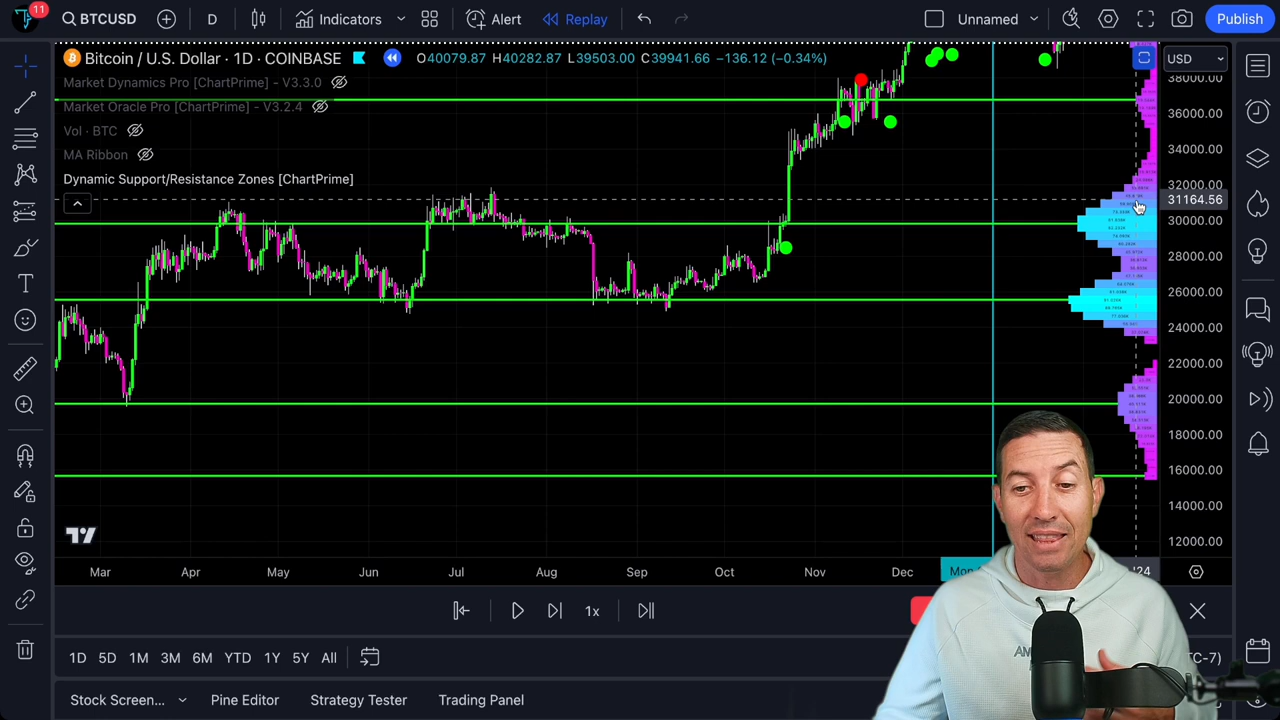 11
BTCUSD
D
Indicators
Alert
Replay
Unnamed
Publish
Bitcoin / U.S. Dollar · 1D · COINBASE
O40079.87 H40282.87 L39503.00 C39941.66 -136.12 (-0.34%)
USD
Market Dynamics Pro [ChartPrime] - V3.3.0
Market Oracle Pro [ChartPrime] - V3.2.4
Vol · BTC
MA Ribbon
Dynamic Support/Resistance Zones [ChartPrime]
38000.00
36000.00
34000.00
32000.00
31164.56
30000.00
28000.00
26000.00
24000.00
22000.00
20000.00
18000.00
16000.00
14000.00
12000.00
Mar Apr May Jun Jul Aug Sep Oct Nov Dec Mon '24
1x
1D 5D 1M 3M 6M YTD 1Y 5Y All
TC-7)
Stock Screen... Pine Editor Strategy Tester Trading Panel